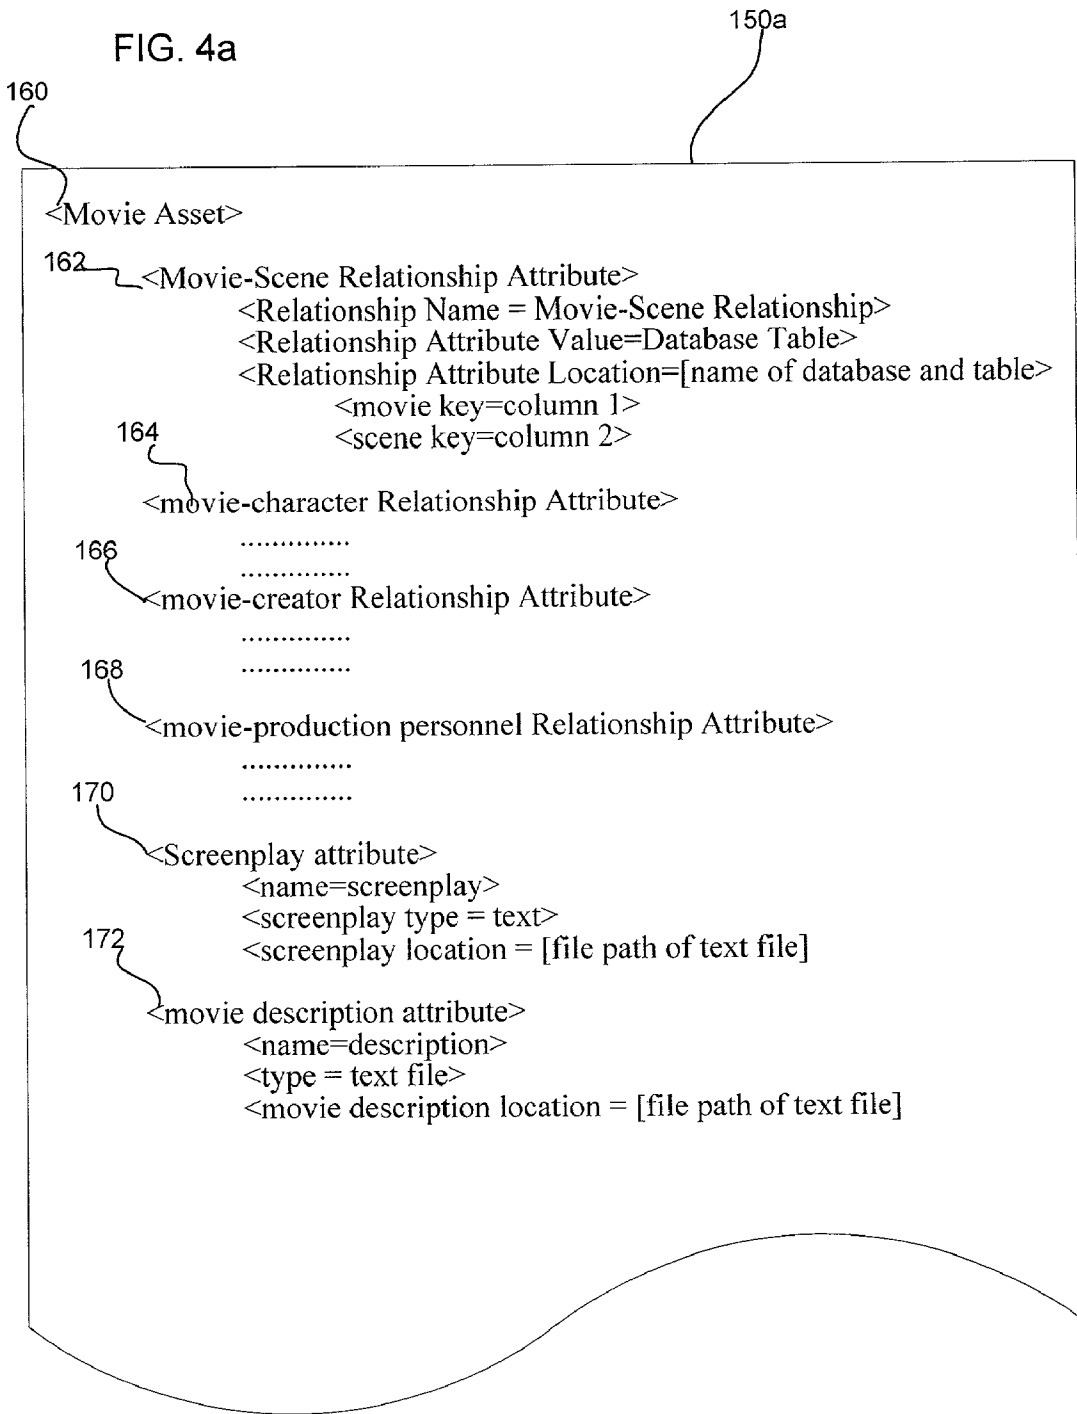 FIG. 4a
150a
160
<Movie Asset>
162
<Movie-Scene Relationship Attribute>
<Relationship Name = Movie-Scene Relationship>
<Relationship Attribute Value=Database Table>
<Relationship Attribute Location=[name of database and table>
<movie key=column 1>
<scene key=column 2>
164
<movie-character Relationship Attribute>
..............
..............
166
<movie-creator Relationship Attribute>
..............
..............
168
<movie-production personnel Relationship Attribute>
..............
..............
170
<Screenplay attribute>
<name=screenplay>
<screenplay type = text>
<screenplay location = [file path of text file]
172
<movie description attribute>
<name=description>
<type = text file>
<movie description location = [file path of text file]